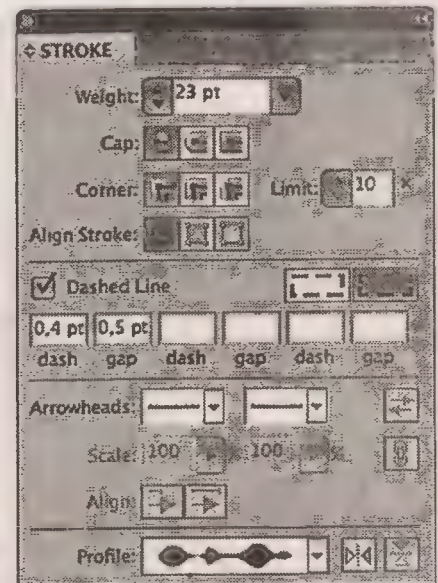 STROKE
Weight: 23 pt
Cap:
Corner: Limit: 10 ×
Align Stroke:
Dashed Line
0,4 pt 0,5 pt
dash gap dash gap dash gap
Arrowheads:
Scale: 100 % 100 %
Align:
Profile: